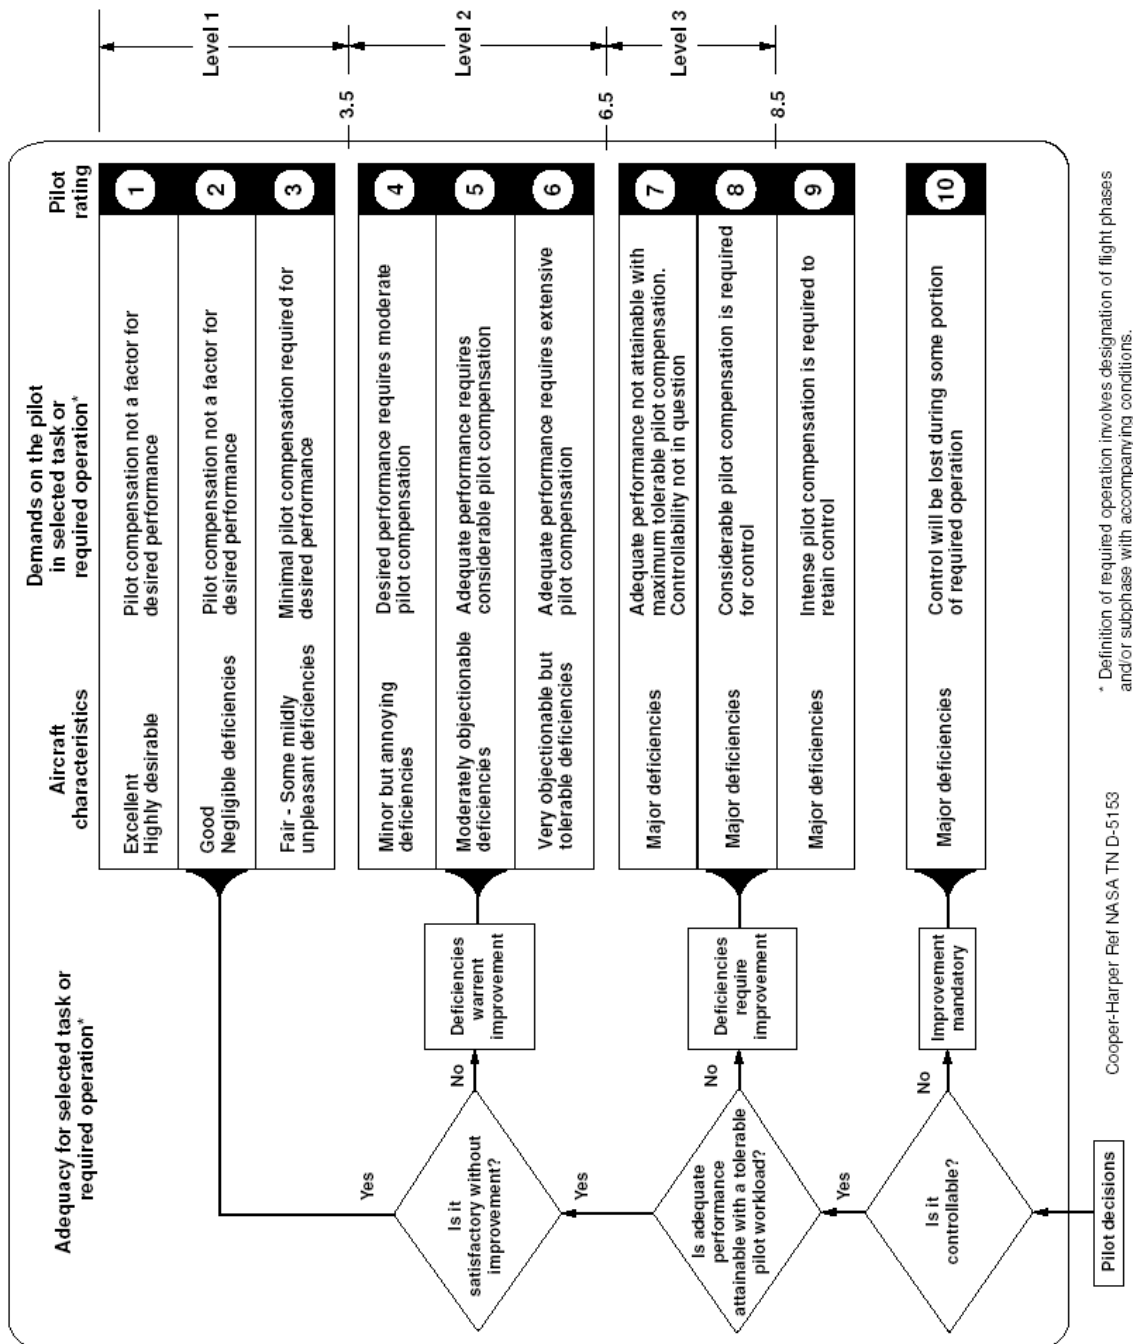 Adequacy for selected task or
required operation*
Aircraft
characteristics
Demands on the pilot
in selected task or
required operation*
Pilot
rating
Excellent
Highly desirable
Pilot compensation not a factor for
desired performance
1
Good
Negligible deficiencies
Pilot compensation not a factor for
desired performance
2
Fair - Some mildly
unpleasant deficiencies
Minimal pilot compensation required for
desired performance
3
Level 1
3.5
Yes
Is it
satisfactory without
improvement?
No
Deficiencies
warrent
improvement
Minor but annoying
deficiencies
Desired performance requires moderate
pilot compensation
4
Moderately objectionable
deficiencies
Adequate performance requires
considerable pilot compensation
5
Very objectionable but
tolerable deficiencies
Adequate performance requires extensive
pilot compensation
6
Level 2
6.5
Yes
Is adequate
performance
attainable with a tolerable
pilot workload?
No
Deficiencies
require
improvement
Major deficiencies
Adequate performance not attainable with
maximum tolerable pilot compensation.
Controllability not in question
7
Major deficiencies
Considerable pilot compensation is required
for control
8
Major deficiencies
Intense pilot compensation is required to
retain control
9
Level 3
8.5
Yes
Is it
controllable?
No
Improvement
mandatory
Major deficiencies
Control will be lost during some portion
of required operation
10
Pilot decisions
Cooper-Harper Ref NASA TN D-5153
* Definition of required operation involves designation of flight phases
and/or subphase with accompanying conditions.